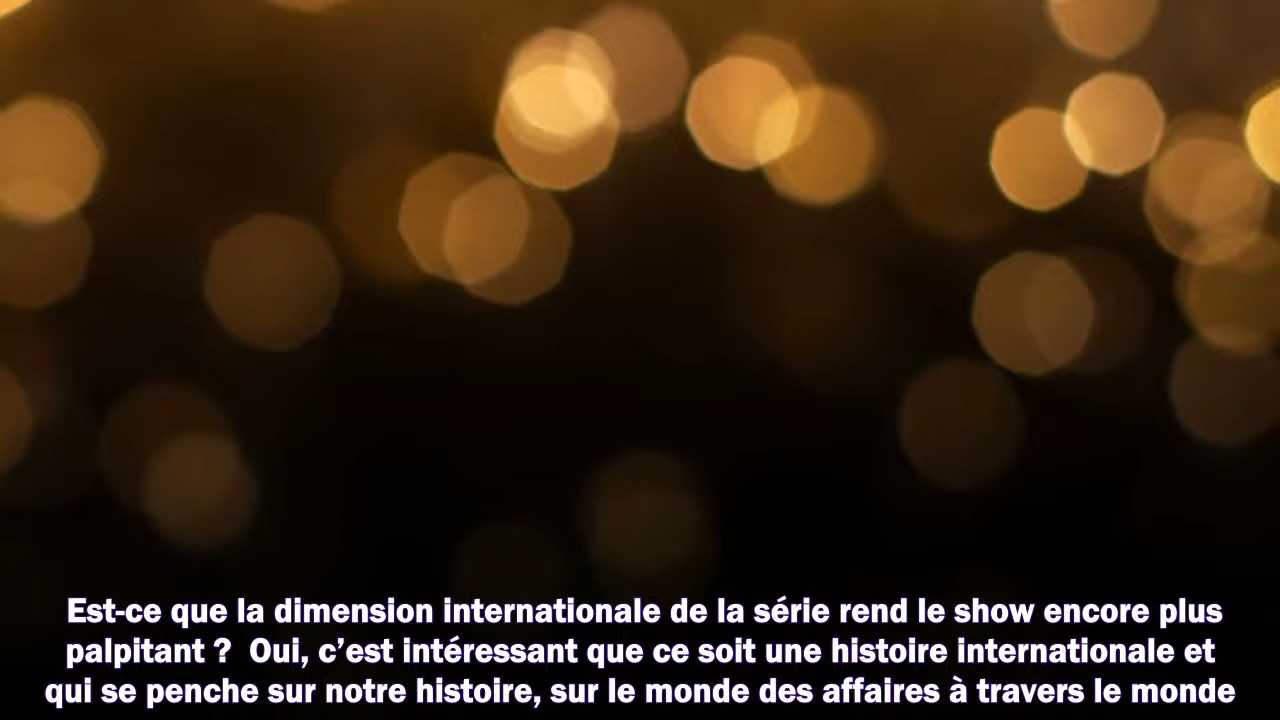 Est-ce que la dimension internationale de la série rend le show encore plus
palpitant ?  Oui, c’est intéressant que ce soit une histoire internationale et
qui se penche sur notre histoire, sur le monde des affaires à travers le monde